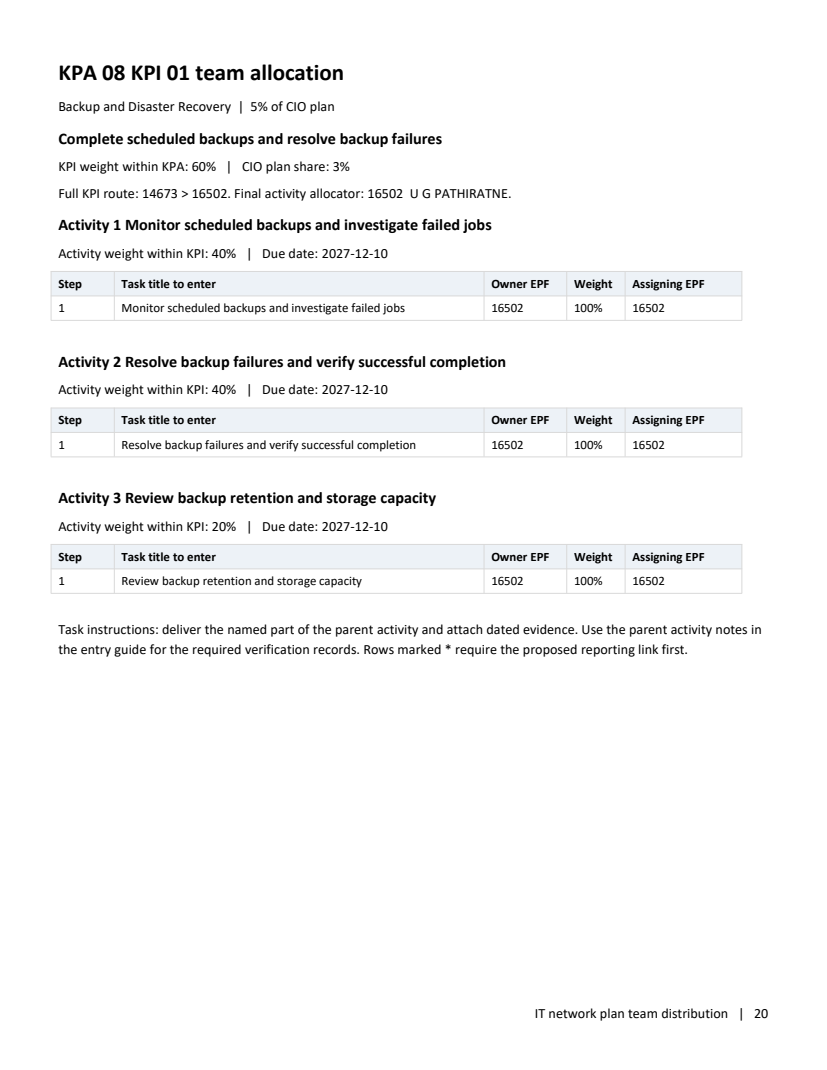 KPA 08 KPI 01 team allocation
Backup and Disaster Recovery | 5% of CIO plan
Complete scheduled backups and resolve backup failures
KPI weight within KPA: 60% | CIO plan share: 3%
Full KPI route: 14673 > 16502. Final activity allocator: 16502 U G PATHIRATNE.
Activity 1 Monitor scheduled backups and investigate failed jobs
Activity weight within KPI: 40% | Due date: 2027-12-10
Step Task title to enter Owner EPF Weight Assigning EPF
1 Monitor scheduled backups and investigate failed jobs 16502 100% 16502
Activity 2 Resolve backup failures and verify successful completion
Activity weight within KPI: 40% | Due date: 2027-12-10
Step Task title to enter Owner EPF Weight Assigning EPF
1 Resolve backup failures and verify successful completion 16502 100% 16502
Activity 3 Review backup retention and storage capacity
Activity weight within KPI: 20% | Due date: 2027-12-10
Step Task title to enter Owner EPF Weight Assigning EPF
1 Review backup retention and storage capacity 16502 100% 16502
Task instructions: deliver the named part of the parent activity and attach dated evidence. Use the parent activity notes in
the entry guide for the required verification records. Rows marked * require the proposed reporting link first.
IT network plan team distribution | 20